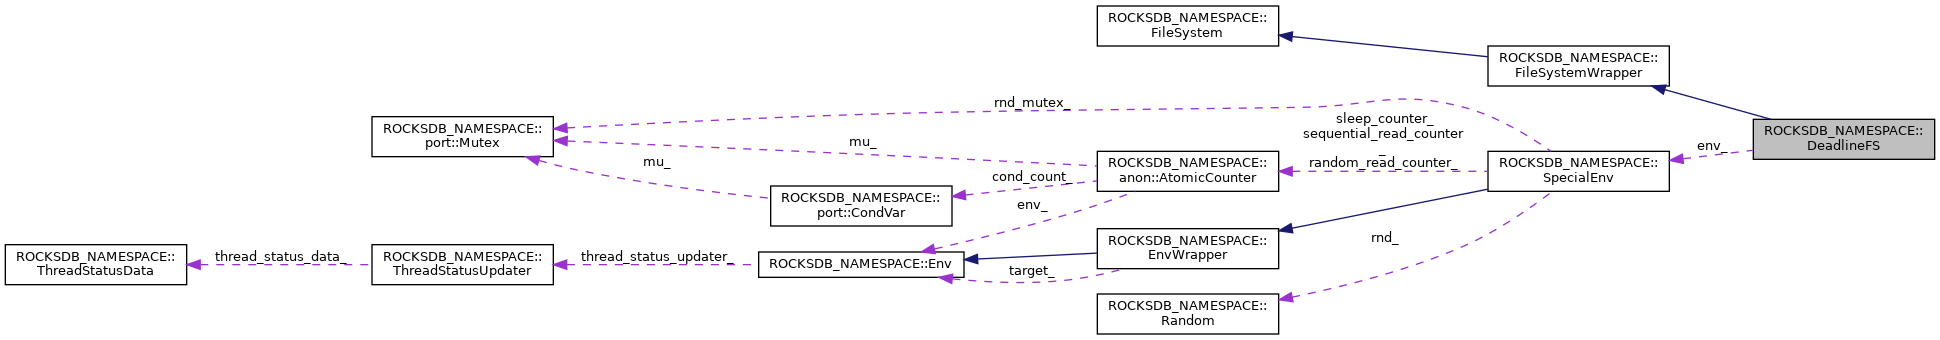 ROCKSDB_NAMESPACE::
FileSystem
ROCKSDB_NAMESPACE::
FileSystemWrapper
rnd_mutex_
ROCKSDB_NAMESPACE::
port::Mutex
sleep_counter_
sequential_read_counter
_
random_read_counter_
ROCKSDB_NAMESPACE::
DeadlineFS
mu_
env_
mu_
ROCKSDB_NAMESPACE::
anon::AtomicCounter
ROCKSDB_NAMESPACE::
SpecialEnv
cond_count_
ROCKSDB_NAMESPACE::
port::CondVar
env_
rnd_
ROCKSDB_NAMESPACE::
EnvWrapper
ROCKSDB_NAMESPACE::
ThreadStatusData
thread_status_data_
ROCKSDB_NAMESPACE::
ThreadStatusUpdater
thread_status_updater_
ROCKSDB_NAMESPACE::Env
target_
ROCKSDB_NAMESPACE::
Random